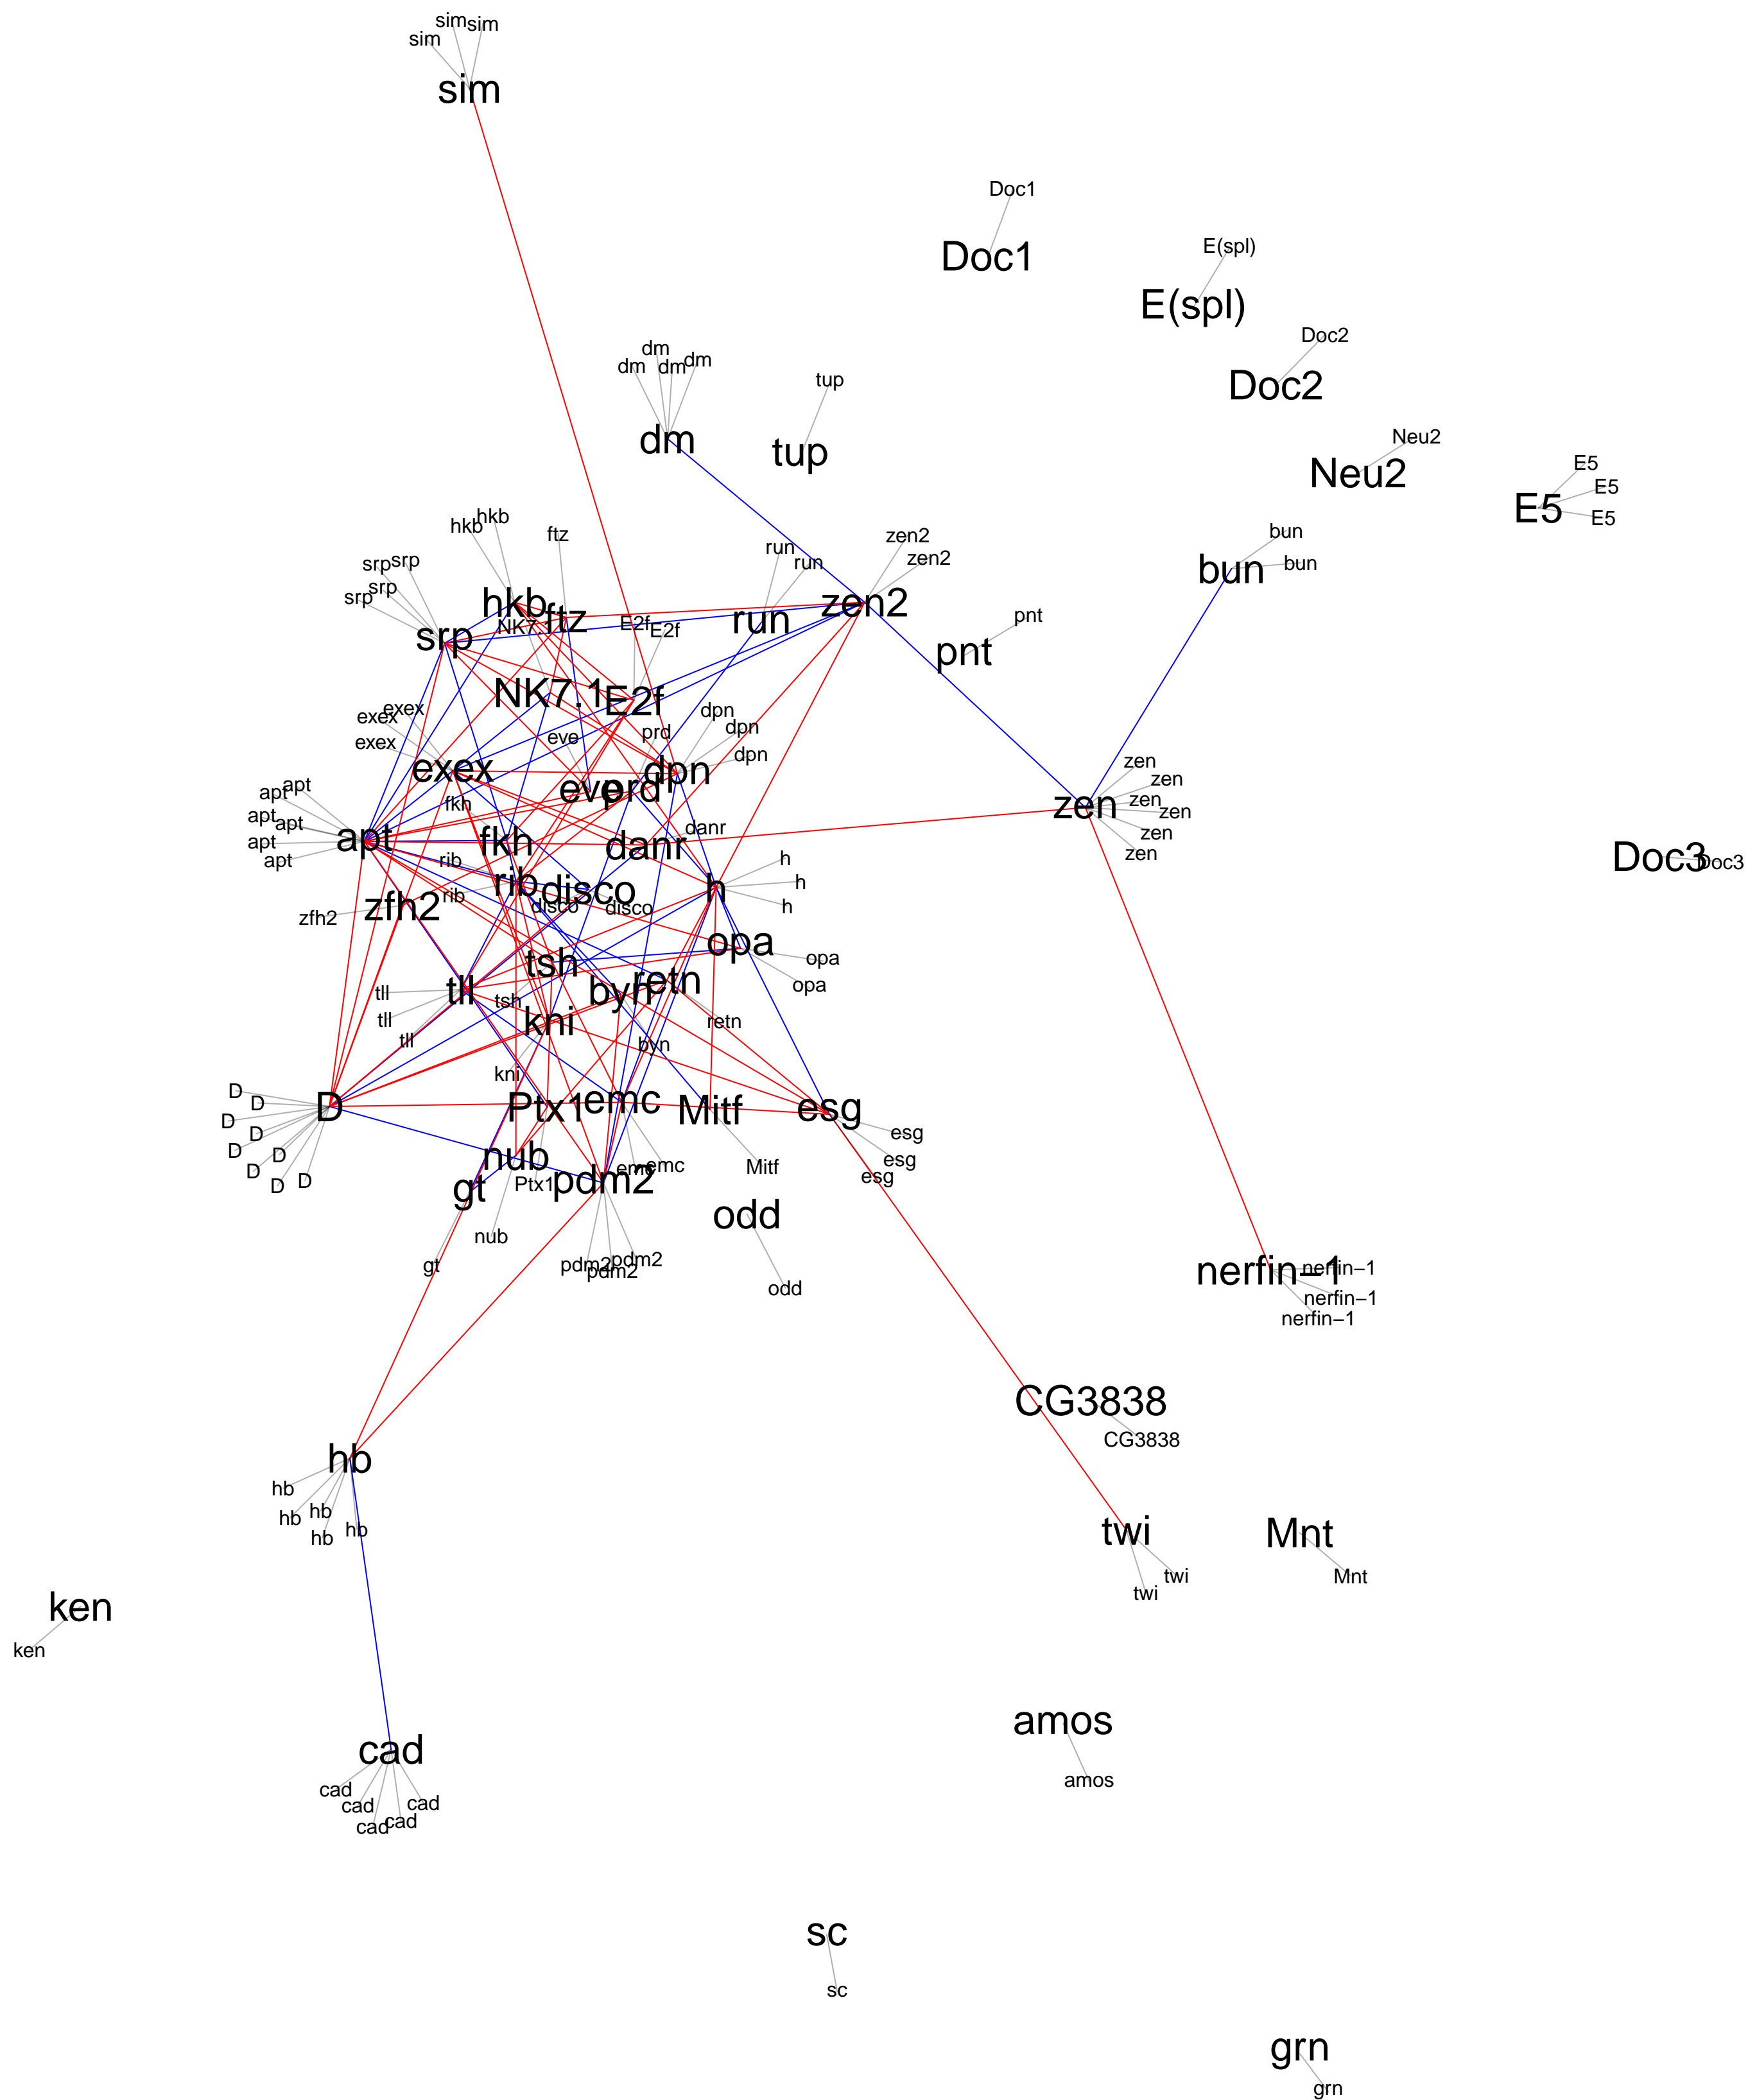 sim
sim
sim
sim
Doc1
Doc1
E(spl)
E(spl)
Doc2
Doc2
dm
dm
dm
dm
dm
tup
tup
Neu2
Neu2
E5
E5
E5
E5
bun
bun
bun
hkb
hkb
ftz
srp
srp
srp
srp
hkb
ftz
srp
NK7.
E2f
E2f
run
run
run
zen2
zen2
zen2
pnt
pnt
NK7.1
E2f
exex
exex
exex
exex
eve
prd
dpn
dpn
dpn
dpn
eve
prd
fkh
apt
apt
apt
apt
apt
apt
apt
fkh
danr
danr
zen
zen
zen
zen
zen
zen
zen
Doc3
Doc3
rib
rib
rib
disco
disco
disco
h
h
h
h
zfh2
zfh2
opa
opa
opa
tsh
tsh
retn
retn
byn
byn
tll
tll
tll
tll
kni
kni
D
D
D
D
D
D
D
D
D
D
Ptx1
Ptx1
emc
emc
emc
Mitf
Mitf
esg
esg
esg
esg
nub
nub
gt
gt
pdm2
pdm2
pdm2
pdm2
odd
odd
nerfin−1
nerfin−1
nerfin−1
nerfin−1
CG3838
CG3838
hb
hb
hb
hb
hb
hb
twi
twi
twi
Mnt
Mnt
ken
ken
cad
cad
cad
cad
cad
cad
amos
amos
sc
sc
grn
grn